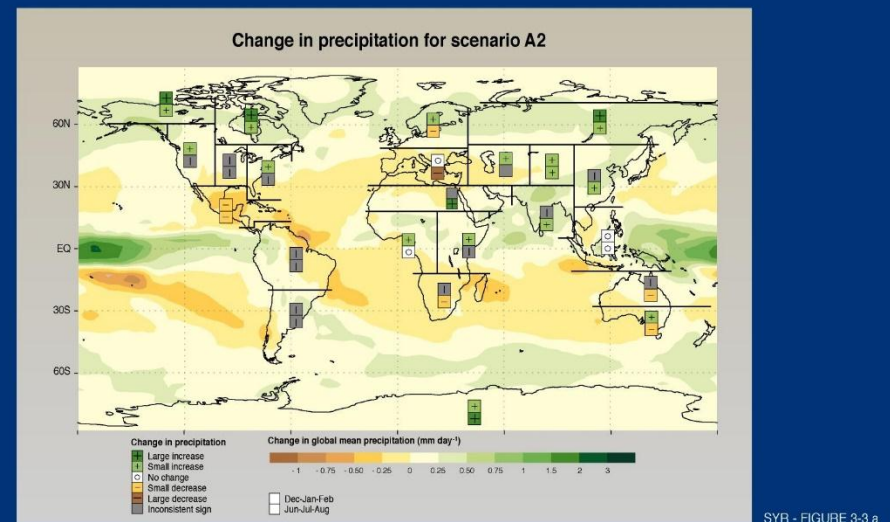 Change in precipitation for scenario A2
60N
30N
EQ
30S
60S
Change in precipitation
Large increase
Small increase
No change
Small decrease
Large decrease
Inconsistent sign
Change in global mean precipitation (mm day-1)
- 1 - 0.75 - 0.50 - 0.25 0 0.25 0.50 0.75 1 1.5 2 3
Dec-Jan-Feb
Jun-Jul-Aug
SYR - FIGURE 3-3 a